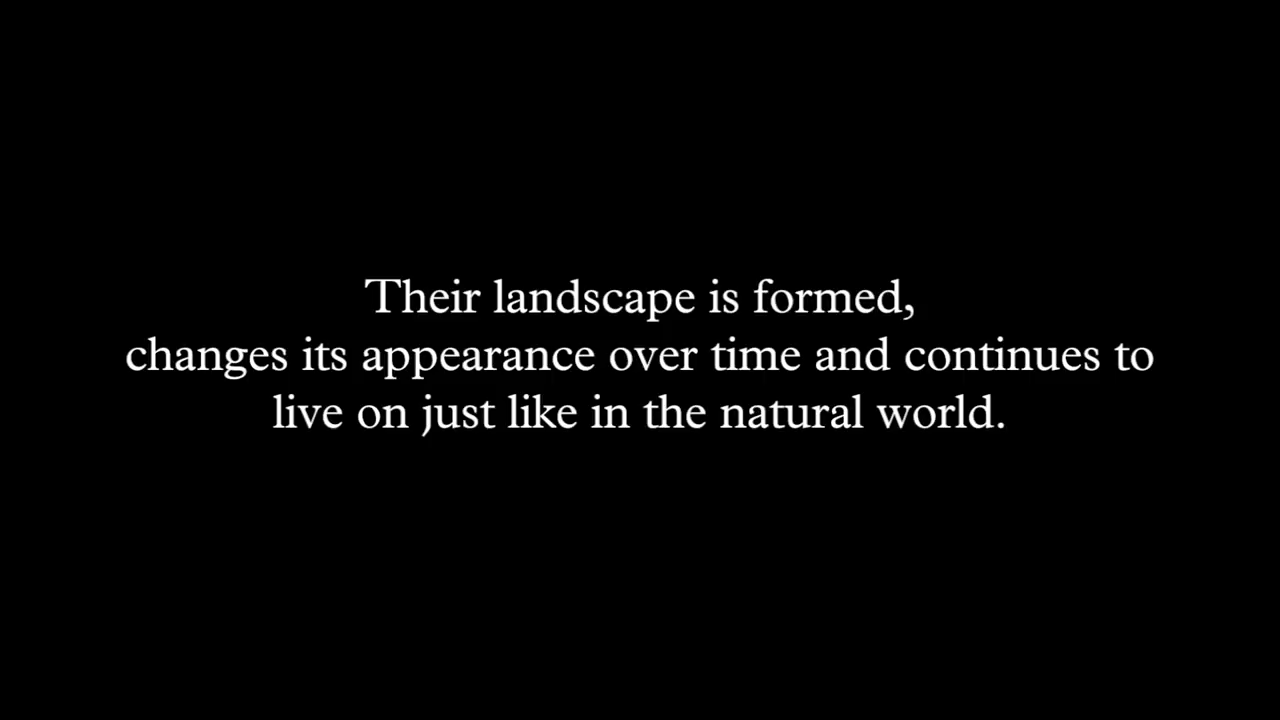 Their landscape is formed,
changes its appearance over time and continues to
live on just like in the natural world.